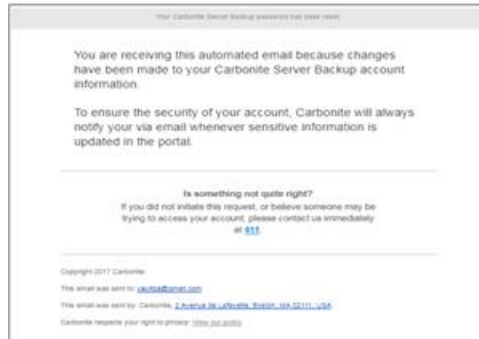 Your Carbonite Server Backup password has been reset.
You are receiving this automated email because changes
have been made to your Carbonite Server Backup account
information.
To ensure the security of your account, Carbonite will always
notify your via email whenever sensitive information is
updated in the portal.
Is something not quite right?
If you did not initiate this request, or believe someone may be
trying to access your account, please contact us immediately
at 411.
Copyright 2017 Carbonite
This email was sent to:
This email was sent by: Carbonite, 2 Avenue de Lafayette, Boston, MA 02111, USA
Carbonite respects your right to privacy. View our policy.